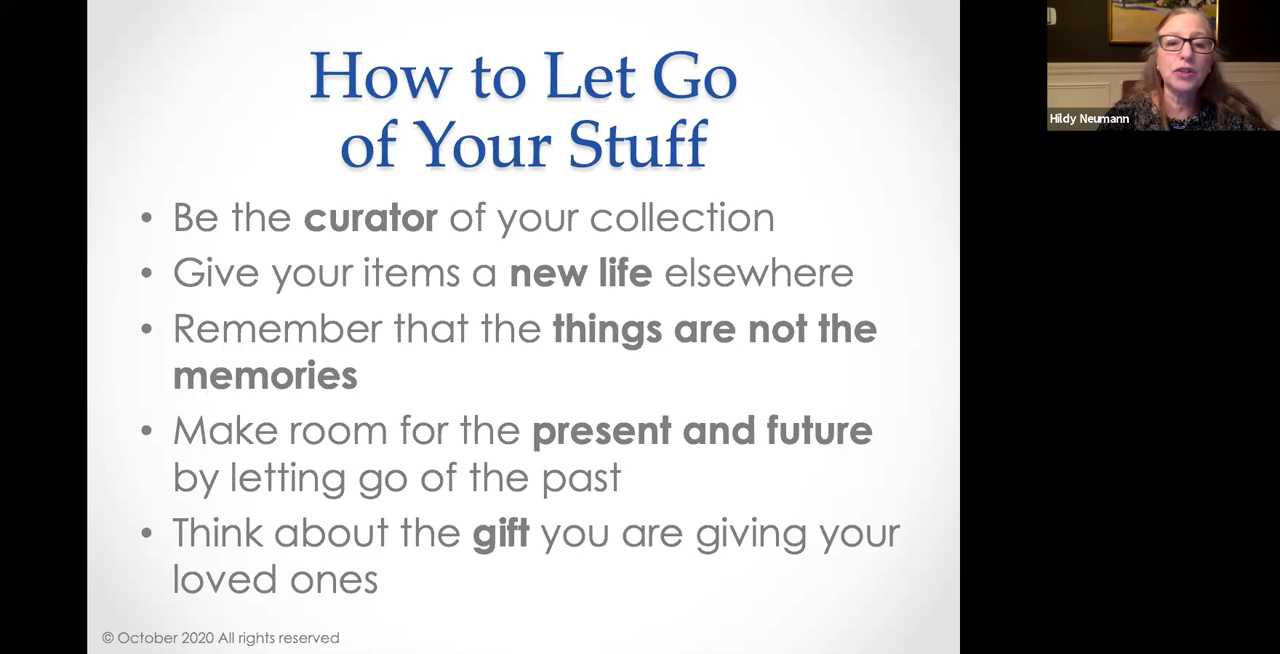 How to Let Go
of Your Stuff
• Be the curator of your collection
• Give your items a new life elsewhere
• Remember that the things are not the
memories
• Make room for the present and future
by letting go of the past
• Think about the gift you are giving your
loved ones
© October 2020 All rights reserved
Hildy Neumann